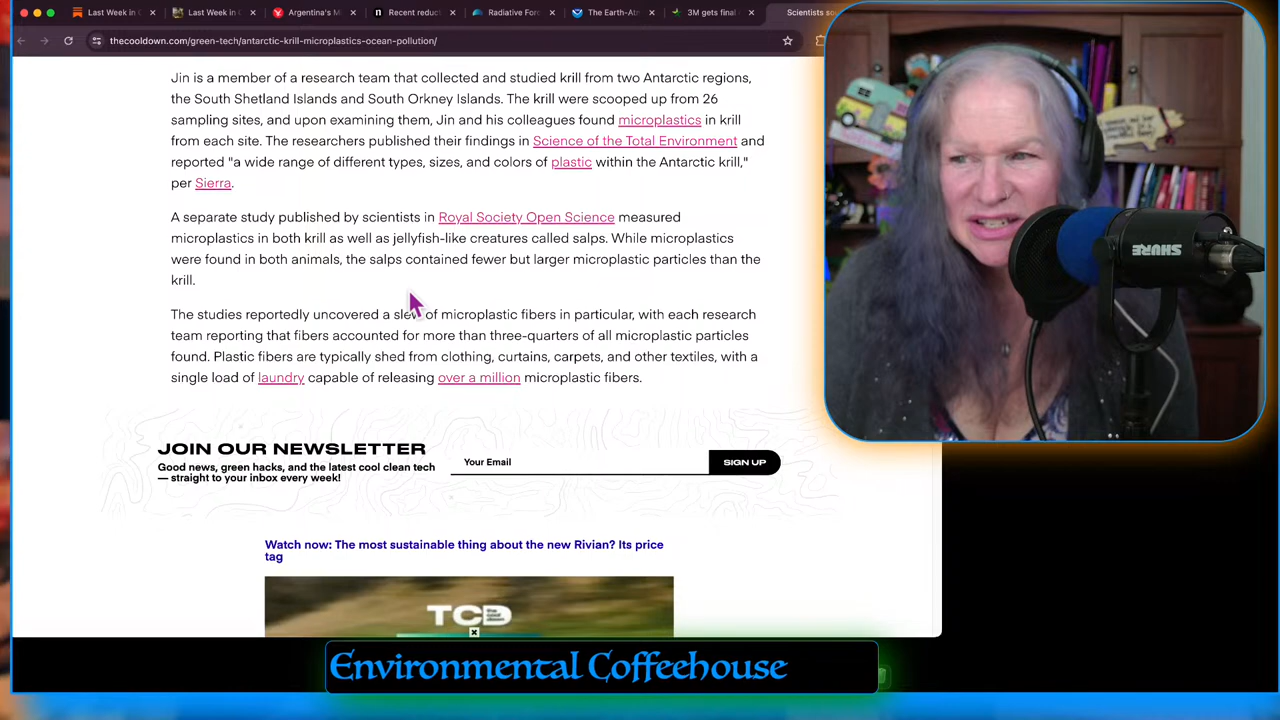 Last Week in
Last Week in
Argentina's M
Recent reduc
Radiative For
The Earth-At
3M gets final
Scientists so
thecooldown.com/green-tech/antarctic-krill-microplastics-ocean-pollution/
Jin is a member of a research team that collected and studied krill from two Antarctic regions,
the South Shetland Islands and South Orkney Islands. The krill were scooped up from 26
sampling sites, and upon examining them, Jin and his colleagues found microplastics in krill
from each site. The researchers published their findings in Science of the Total Environment and
reported "a wide range of different types, sizes, and colors of plastic within the Antarctic krill,"
per Sierra.
A separate study published by scientists in Royal Society Open Science measured
microplastics in both krill as well as jellyfish-like creatures called salps. While microplastics
were found in both animals, the salps contained fewer but larger microplastic particles than the
krill.
The studies reportedly uncovered a slew of microplastic fibers in particular, with each research
team reporting that fibers accounted for more than three-quarters of all microplastic particles
found. Plastic fibers are typically shed from clothing, curtains, carpets, and other textiles, with a
single load of laundry capable of releasing over a million microplastic fibers.
JOIN OUR NEWSLETTER
Good news, green hacks, and the latest cool clean tech
— straight to your inbox every week!
Your Email
SIGN UP
Watch now: The most sustainable thing about the new Rivian? Its price
tag
TCD
SHURE
Environmental Coffeehouse